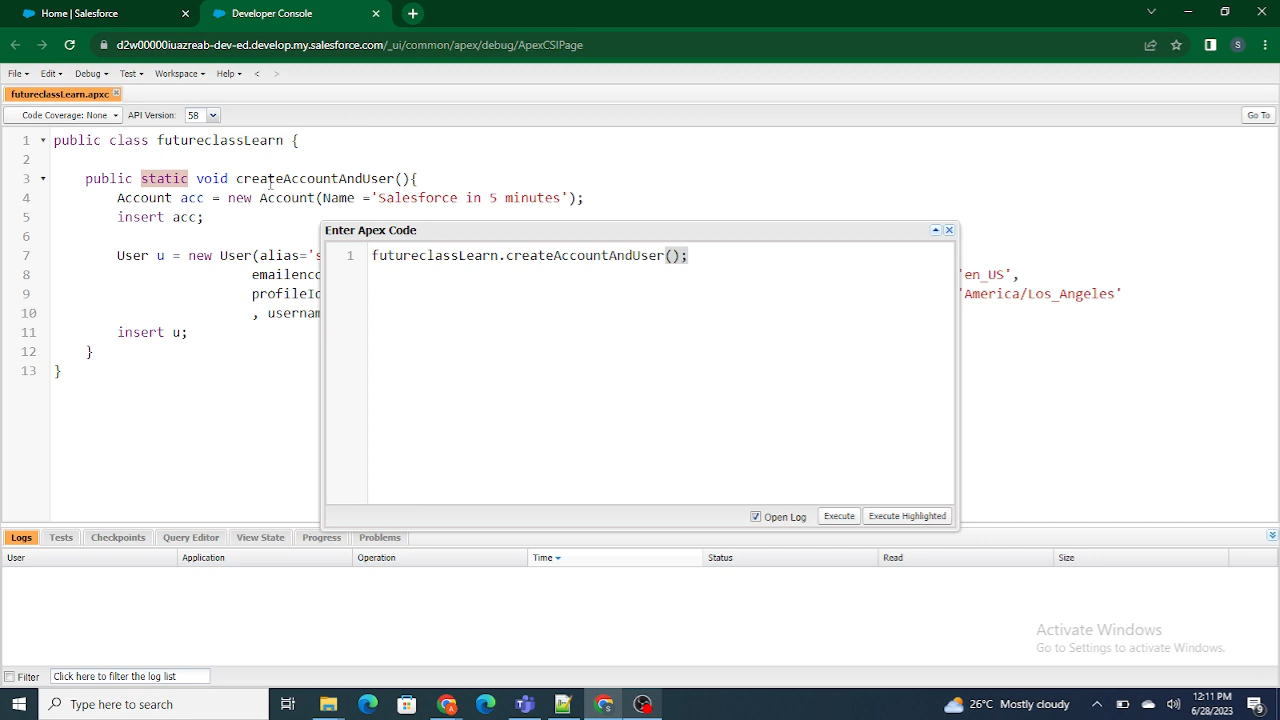 Home | Salesforce
Developer Console
d2w00000iuazreab-dev-ed.develop.my.salesforce.com/_ui/common/apex/debug/ApexCSIPage
S
File Edit Debug Test Workspace Help < >
futureclassLearn.apxc
Code Coverage: None API Version: 58 Go To
1 public class futureclassLearn {
2
3 public static void createAccountAndUser(){
4 Account acc = new Account(Name ='Salesforce in 5 minutes');
5 insert acc;
6
Enter Apex Code
7 User u = new User(alias='s
1 futureclassLearn.createAccountAndUser();
8 emailenco 'en_US',
9 profileId 'America/Los_Angeles'
10 , usernam
11 insert u;
12 }
13 }
Open Log Execute Execute Highlighted
Logs Tests Checkpoints Query Editor View State Progress Problems
User Application Operation Time Status Read Size
Activate Windows
Go to Settings to activate Windows.
Filter Click here to filter the log list
Type here to search
26°C Mostly cloudy
12:11 PM
6/28/2023
9